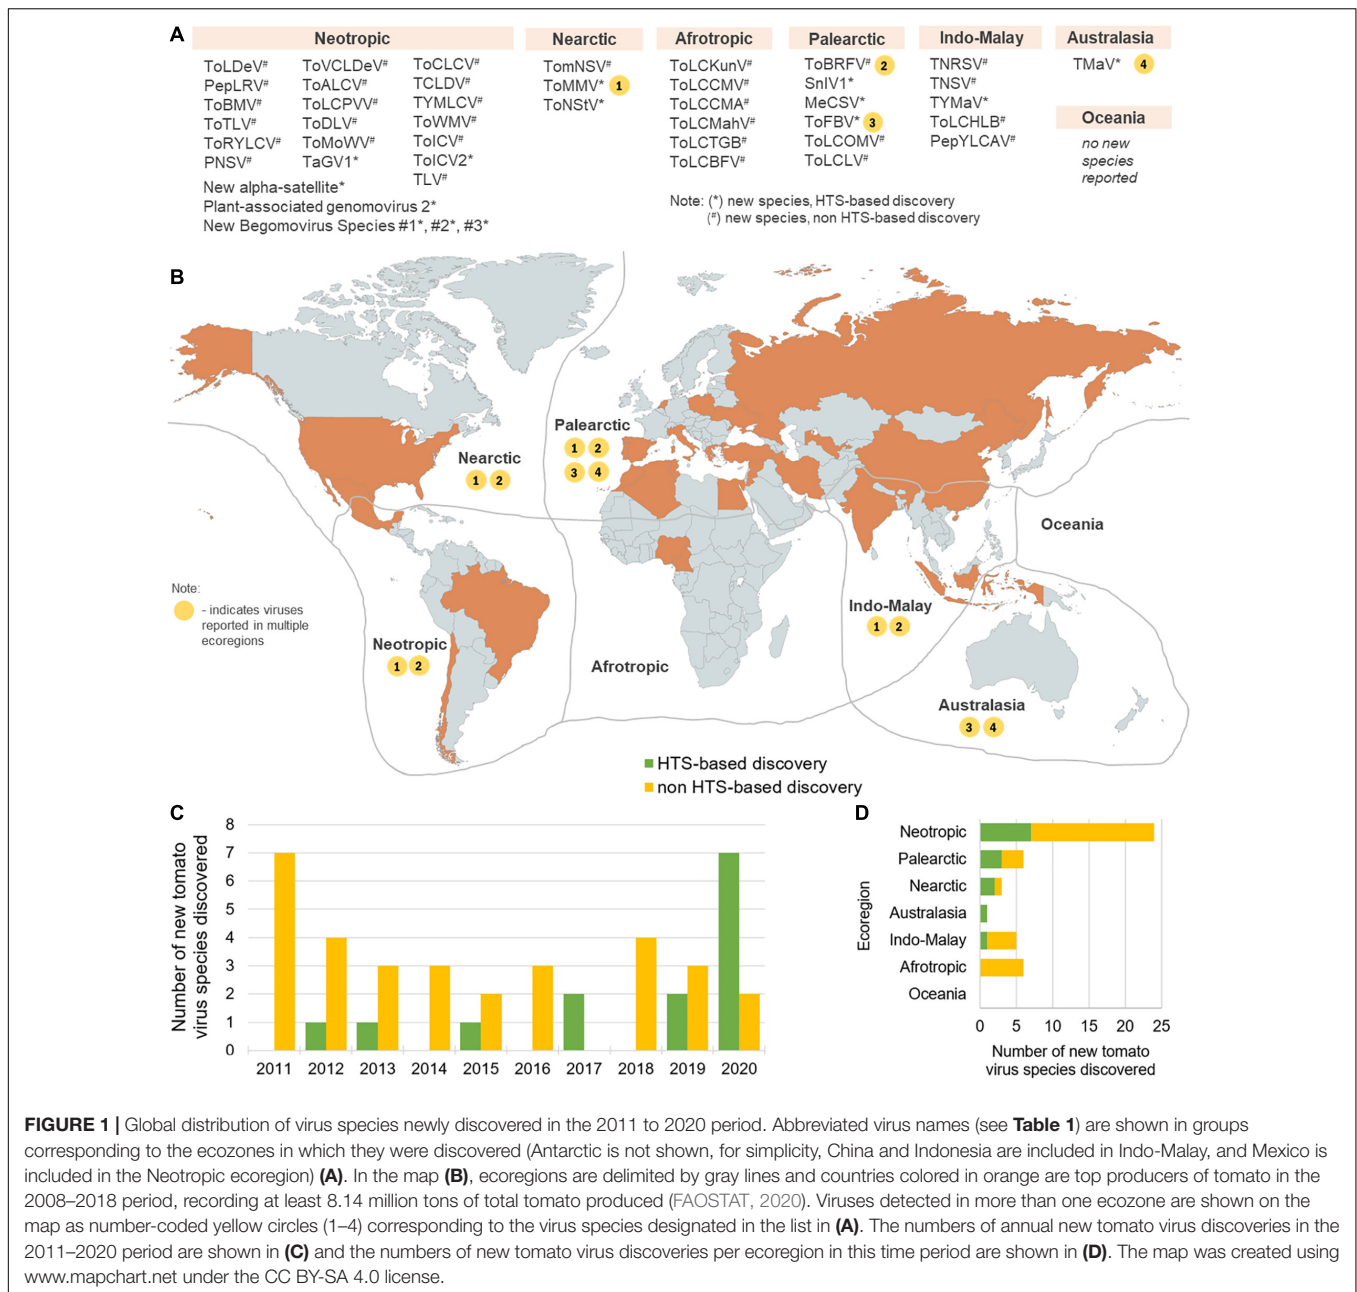 A
Neotropic
ToLDeV#
PepLRV#
ToBMV#
ToTLV#
ToRYLCV#
PNSV#
ToVCLDeV#
ToALCV#
ToLCPVV#
ToDLV#
ToMoWV#
TaGV1*
ToCLCV#
TCLDV#
TYMLCV#
ToWMV#
ToICV#
ToICV2*
TLV#
New alpha-satellite*
Plant-associated genomovirus 2*
New Begomovirus Species #1*, #2*, #3*
Nearctic
TomNSV#
ToMMV* 1
ToNStV*
Afrotropic
ToLCKunV#
ToLCCMV#
ToLCCMA#
ToLCMahV#
ToLCTGB#
ToLCBFV#
Palearctic
ToBRFV# 2
SnIV1*
MeCSV*
ToFBV* 3
ToLCOMV#
ToLCLV#
Indo-Malay
TNRSV#
TNSV#
TYMaV*
ToLCHLB#
PepYLCAV#
Australasia
TMaV* 4
Oceania
no new
species
reported
Note: (*) new species, HTS-based discovery
(#) new species, non HTS-based discovery
B
Nearctic
1 2
Palearctic
1 2
3 4
Oceania
Indo-Malay
1 2
Neotropic
1 2
Afrotropic
Australasia
3 4
Note:
- indicates viruses
reported in multiple
ecoregions
HTS-based discovery
non HTS-based discovery
C
Number of new tomato
virus species discovered
8
7
6
5
4
3
2
1
0
2011 2012 2013 2014 2015 2016 2017 2018 2019 2020
D
Ecoregion
Neotropic
Palearctic
Nearctic
Australasia
Indo-Malay
Afrotropic
Oceania
0 5 10 15 20 25
Number of new tomato
virus species discovered
FIGURE 1 | Global distribution of virus species newly discovered in the 2011 to 2020 period. Abbreviated virus names (see Table 1) are shown in groups
corresponding to the ecozones in which they were discovered (Antarctic is not shown, for simplicity, China and Indonesia are included in Indo-Malay, and Mexico is
included in the Neotropic ecoregion) (A). In the map (B), ecoregions are delimited by gray lines and countries colored in orange are top producers of tomato in the
2008–2018 period, recording at least 8.14 million tons of total tomato produced (FAOSTAT, 2020). Viruses detected in more than one ecozone are shown on the
map as number-coded yellow circles (1–4) corresponding to the virus species designated in the list in (A). The numbers of annual new tomato virus discoveries in the
2011–2020 period are shown in (C) and the numbers of new tomato virus discoveries per ecoregion in this time period are shown in (D). The map was created using
www.mapchart.net under the CC BY-SA 4.0 license.